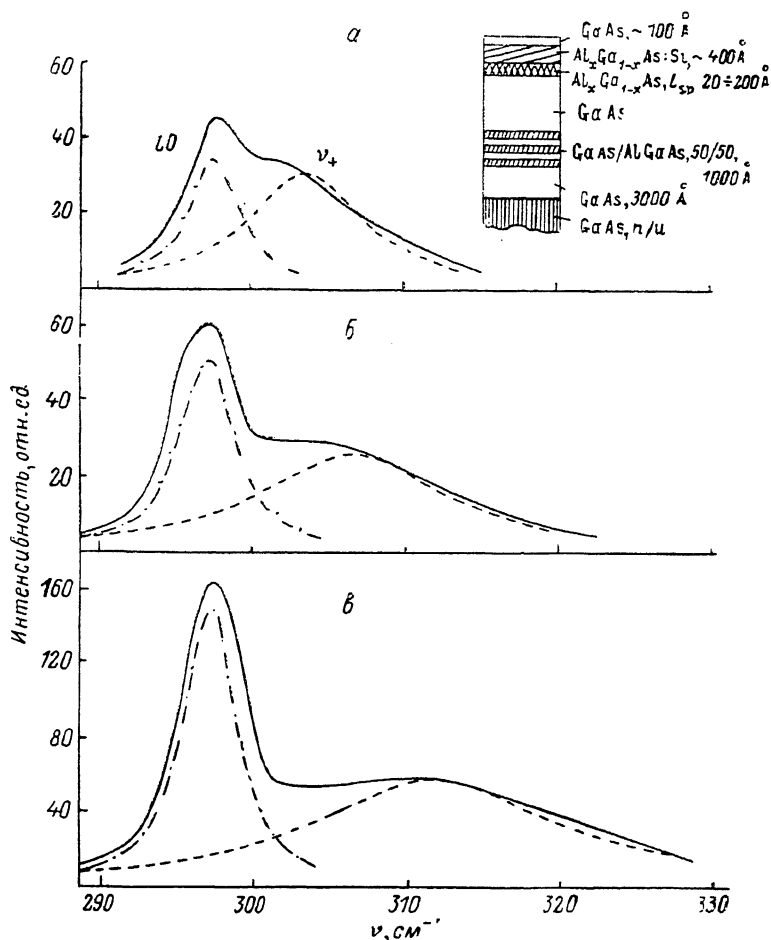 а
60
40
20
LO
ν₊
GaAs, ~100 Å
AlₓGa₁₋ₓAs:Si, ~400 Å
AlₓGa₁₋ₓAs, Lsp 20÷200 Å
GaAs
GaAs/AlGaAs, 50/50,
1000 Å
GaAs, 3000 Å
GaAs, п/и
б
60
40
20
Интенсивность, отн.ед.
в
160
120
80
40
290 300 310 320 330
ν, см⁻¹